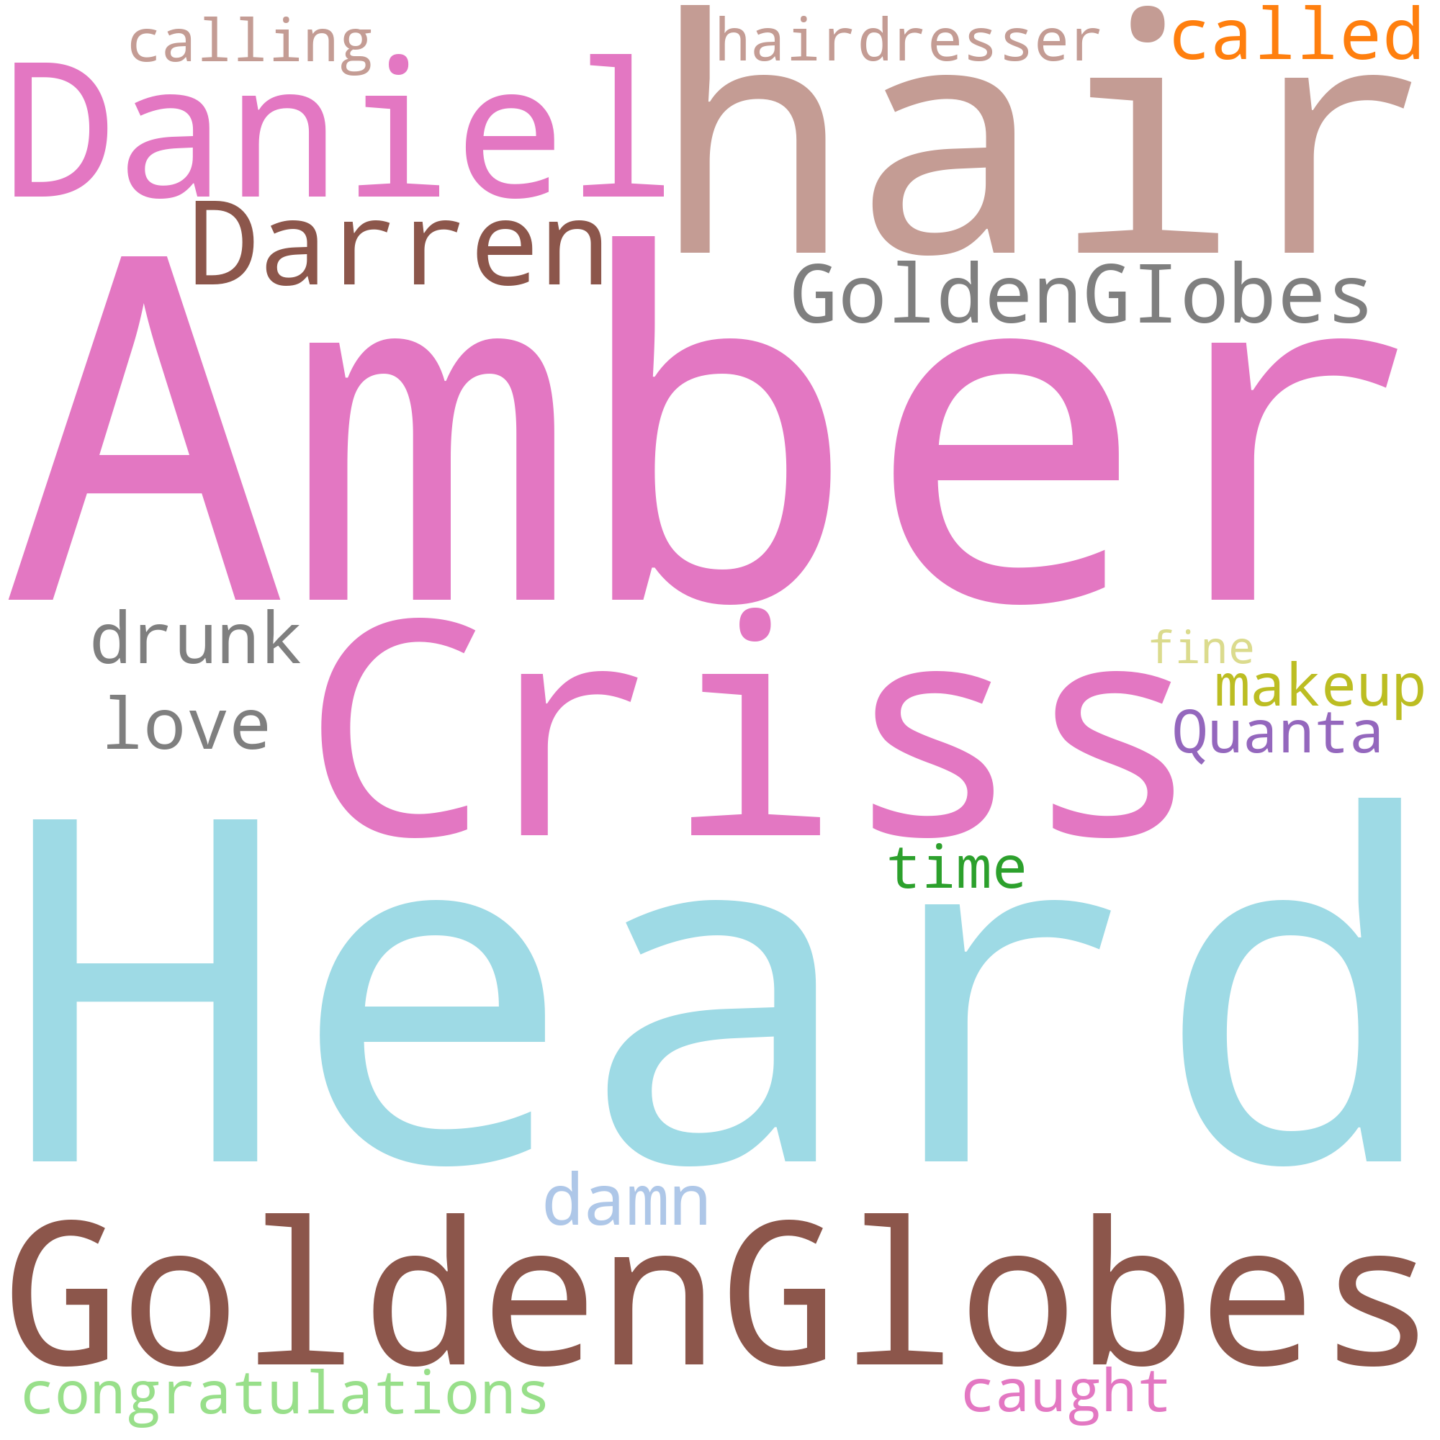 calling hairdresser called
Daniel hair
Darren
GoldenGIobes
Amber
drunk Criss fine
makeup
love Quanta
time
Heard
damn
GoldenGlobes
congratulations caught